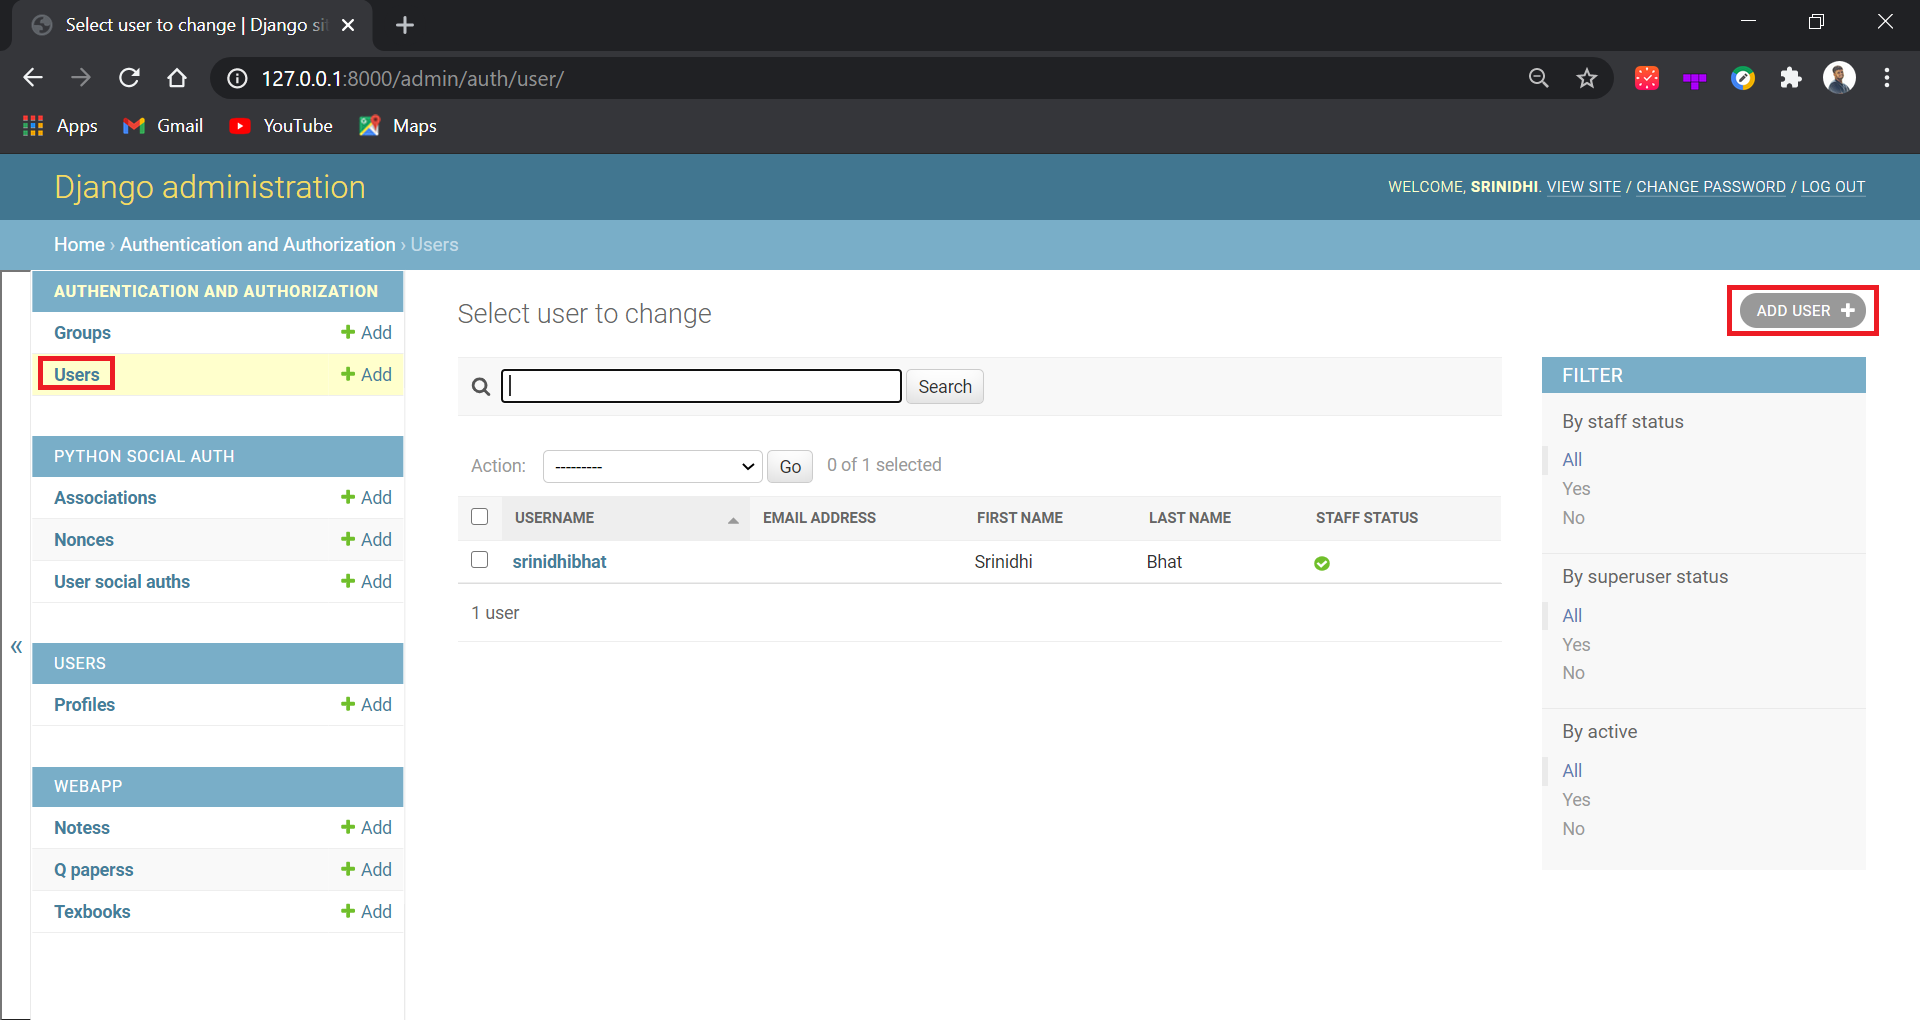 Select user to change | Django si
127.0.0.1:8000/admin/auth/user/
Apps Gmail YouTube Maps
Django administration
WELCOME, SRINIDHI. VIEW SITE / CHANGE PASSWORD / LOG OUT
Home › Authentication and Authorization › Users
AUTHENTICATION AND AUTHORIZATION
Groups Add
Users Add
PYTHON SOCIAL AUTH
Associations Add
Nonces Add
User social auths Add
«
USERS
Profiles Add
WEBAPP
Notess Add
Q paperss Add
Texbooks Add
Select user to change
ADD USER +
Search
Action: --------- Go 0 of 1 selected
USERNAME EMAIL ADDRESS FIRST NAME LAST NAME STAFF STATUS
srinidhibhat Srinidhi Bhat
1 user
FILTER
By staff status
All
Yes
No
By superuser status
All
Yes
No
By active
All
Yes
No